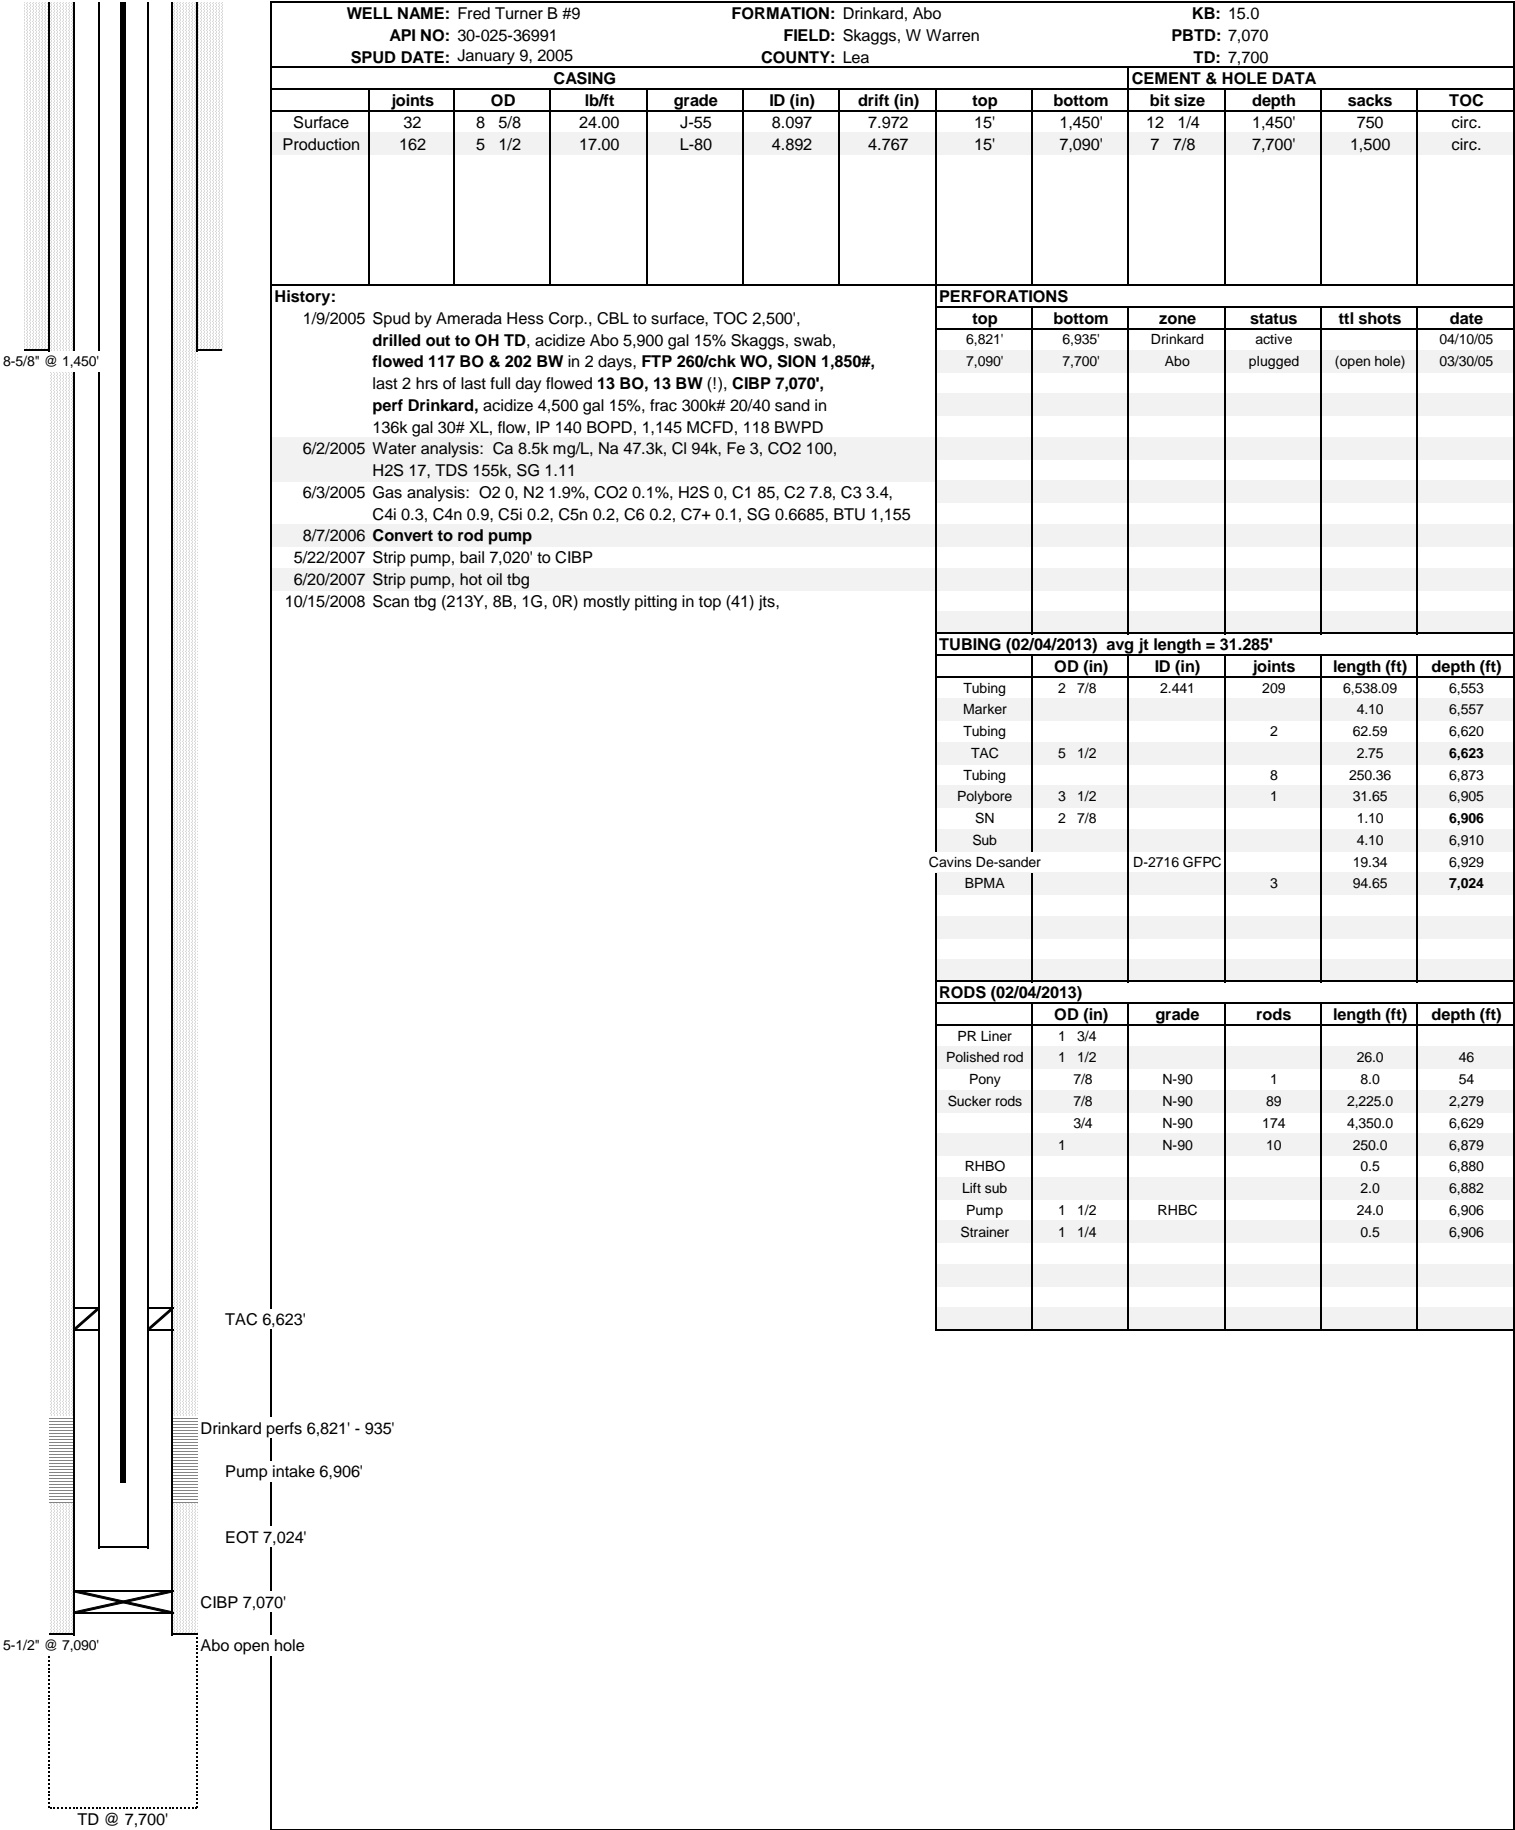 WELL NAME: Fred Turner B #9 FORMATION: Drinkard, Abo KB: 15.0
API NO: 30-025-36991 FIELD: Skaggs, W Warren PBTD: 7,070
SPUD DATE: January 9, 2005 COUNTY: Lea TD: 7,700
CASING CEMENT & HOLE DATA
joints OD lb/ft grade ID (in) drift (in) top bottom bit size depth sacks TOC
Surface 32 8 5/8 24.00 J-55 8.097 7.972 15' 1,450' 12 1/4 1,450' 750 circ.
Production 162 5 1/2 17.00 L-80 4.892 4.767 15' 7,090' 7 7/8 7,700' 1,500 circ.
History:
1/9/2005 Spud by Amerada Hess Corp., CBL to surface, TOC 2,500',
drilled out to OH TD, acidize Abo 5,900 gal 15% Skaggs, swab,
flowed 117 BO & 202 BW in 2 days, FTP 260/chk WO, SION 1,850#,
last 2 hrs of last full day flowed 13 BO, 13 BW (!), CIBP 7,070',
perf Drinkard, acidize 4,500 gal 15%, frac 300k# 20/40 sand in
136k gal 30# XL, flow, IP 140 BOPD, 1,145 MCFD, 118 BWPD
6/2/2005 Water analysis: Ca 8.5k mg/L, Na 47.3k, Cl 94k, Fe 3, CO2 100,
H2S 17, TDS 155k, SG 1.11
6/3/2005 Gas analysis: O2 0, N2 1.9%, CO2 0.1%, H2S 0, C1 85, C2 7.8, C3 3.4,
C4i 0.3, C4n 0.9, C5i 0.2, C5n 0.2, C6 0.2, C7+ 0.1, SG 0.6685, BTU 1,155
8/7/2006 Convert to rod pump
5/22/2007 Strip pump, bail 7,020' to CIBP
6/20/2007 Strip pump, hot oil tbg
10/15/2008 Scan tbg (213Y, 8B, 1G, 0R) mostly pitting in top (41) jts,
PERFORATIONS
top bottom zone status ttl shots date
6,821' 6,935' Drinkard active 04/10/05
7,090' 7,700' Abo plugged (open hole) 03/30/05
TUBING (02/04/2013) avg jt length = 31.285'
OD (in) ID (in) joints length (ft) depth (ft)
Tubing 2 7/8 2.441 209 6,538.09 6,553
Marker 4.10 6,557
Tubing 2 62.59 6,620
TAC 5 1/2 2.75 6,623
Tubing 8 250.36 6,873
Polybore 3 1/2 1 31.65 6,905
SN 2 7/8 1.10 6,906
Sub 4.10 6,910
Cavins De-sander D-2716 GFPC 19.34 6,929
BPMA 3 94.65 7,024
RODS (02/04/2013)
OD (in) grade rods length (ft) depth (ft)
PR Liner 1 3/4
Polished rod 1 1/2 26.0 46
Pony 7/8 N-90 1 8.0 54
Sucker rods 7/8 N-90 89 2,225.0 2,279
3/4 N-90 174 4,350.0 6,629
1 N-90 10 250.0 6,879
RHBO 0.5 6,880
Lift sub 2.0 6,882
Pump 1 1/2 RHBC 24.0 6,906
Strainer 1 1/4 0.5 6,906
8-5/8" @ 1,450'
TAC 6,623'
Drinkard perfs 6,821' - 935'
Pump intake 6,906'
EOT 7,024'
CIBP 7,070'
5-1/2" @ 7,090'
Abo open hole
TD @ 7,700'